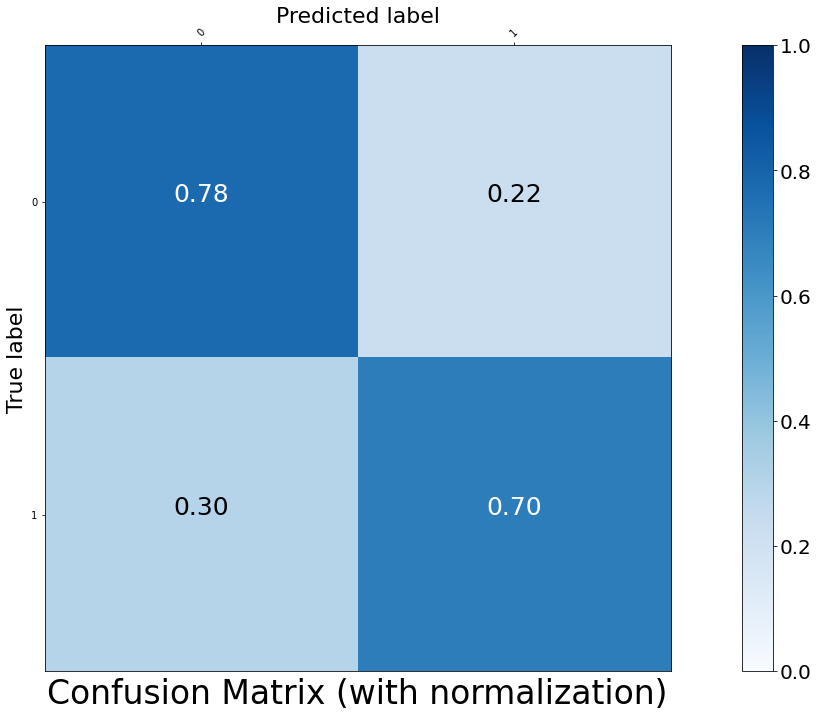 Predicted label
0 1
1.0
0.8
0 0.78 0.22
0.6
True label
0.4
1 0.30 0.70
0.2
0.0
Confusion Matrix (with normalization)